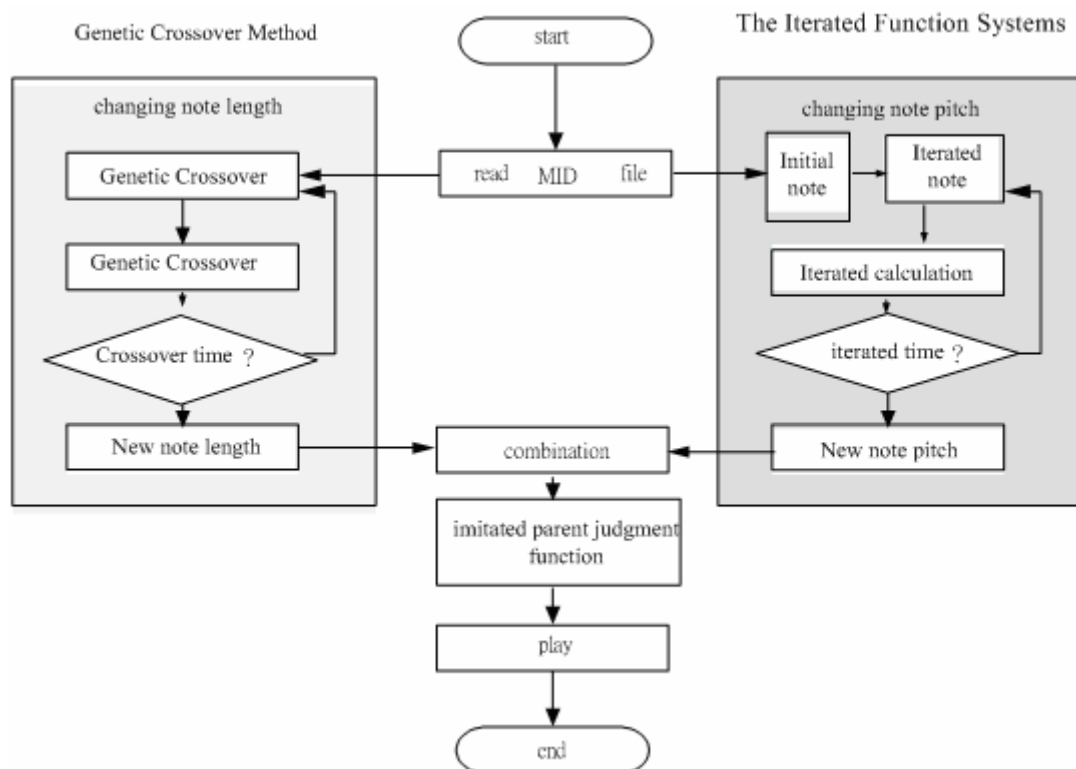 Genetic Crossover Method
start
The Iterated Function Systems
changing note length
changing note pitch
Genetic Crossover
read MID file
Initial
note
Iterated
note
Genetic Crossover
Iterated calculation
Crossover time ?
iterated time ?
New note length
combination
New note pitch
imitated parent judgment
function
play
end